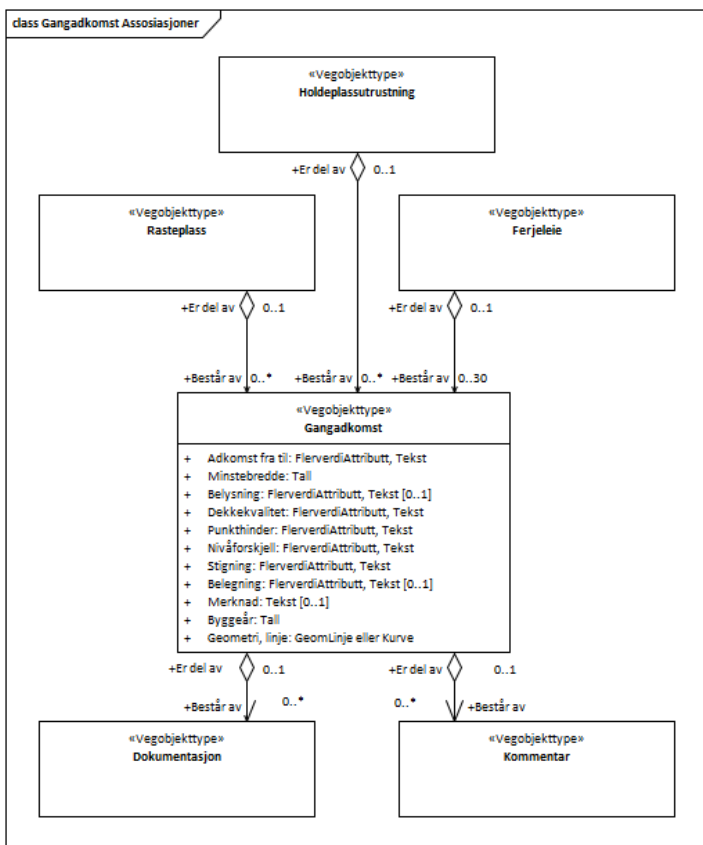 class Gangadkomst Assosiasjoner
«Vegobjekttype»
Holdeplassutrustning
+Er del av 0..1
«Vegobjekttype»
Rasteplass
«Vegobjekttype»
Ferjeleie
+Er del av 0..1
+Er del av 0..1
+Består av 0..*
+Består av 0..*
+Består av 0..30
«Vegobjekttype»
Gangadkomst
+ Adkomst fra til: FlerverdiAttributt, Tekst
+ Minstebredde: Tall
+ Belysning: FlerverdiAttributt, Tekst [0..1]
+ Dekkekvalitet: FlerverdiAttributt, Tekst
+ Punkthinder: FlerverdiAttributt, Tekst
+ Nivåforskjell: FlerverdiAttributt, Tekst
+ Stigning: FlerverdiAttributt, Tekst
+ Belegning: FlerverdiAttributt, Tekst [0..1]
+ Merknad: Tekst [0..1]
+ Byggeår: Tall
+ Geometri, linje: GeomLinje eller Kurve
+Er del av 0..1
+Er del av 0..1
+Består av 0..*
0..* +Består av
«Vegobjekttype»
Dokumentasjon
«Vegobjekttype»
Kommentar